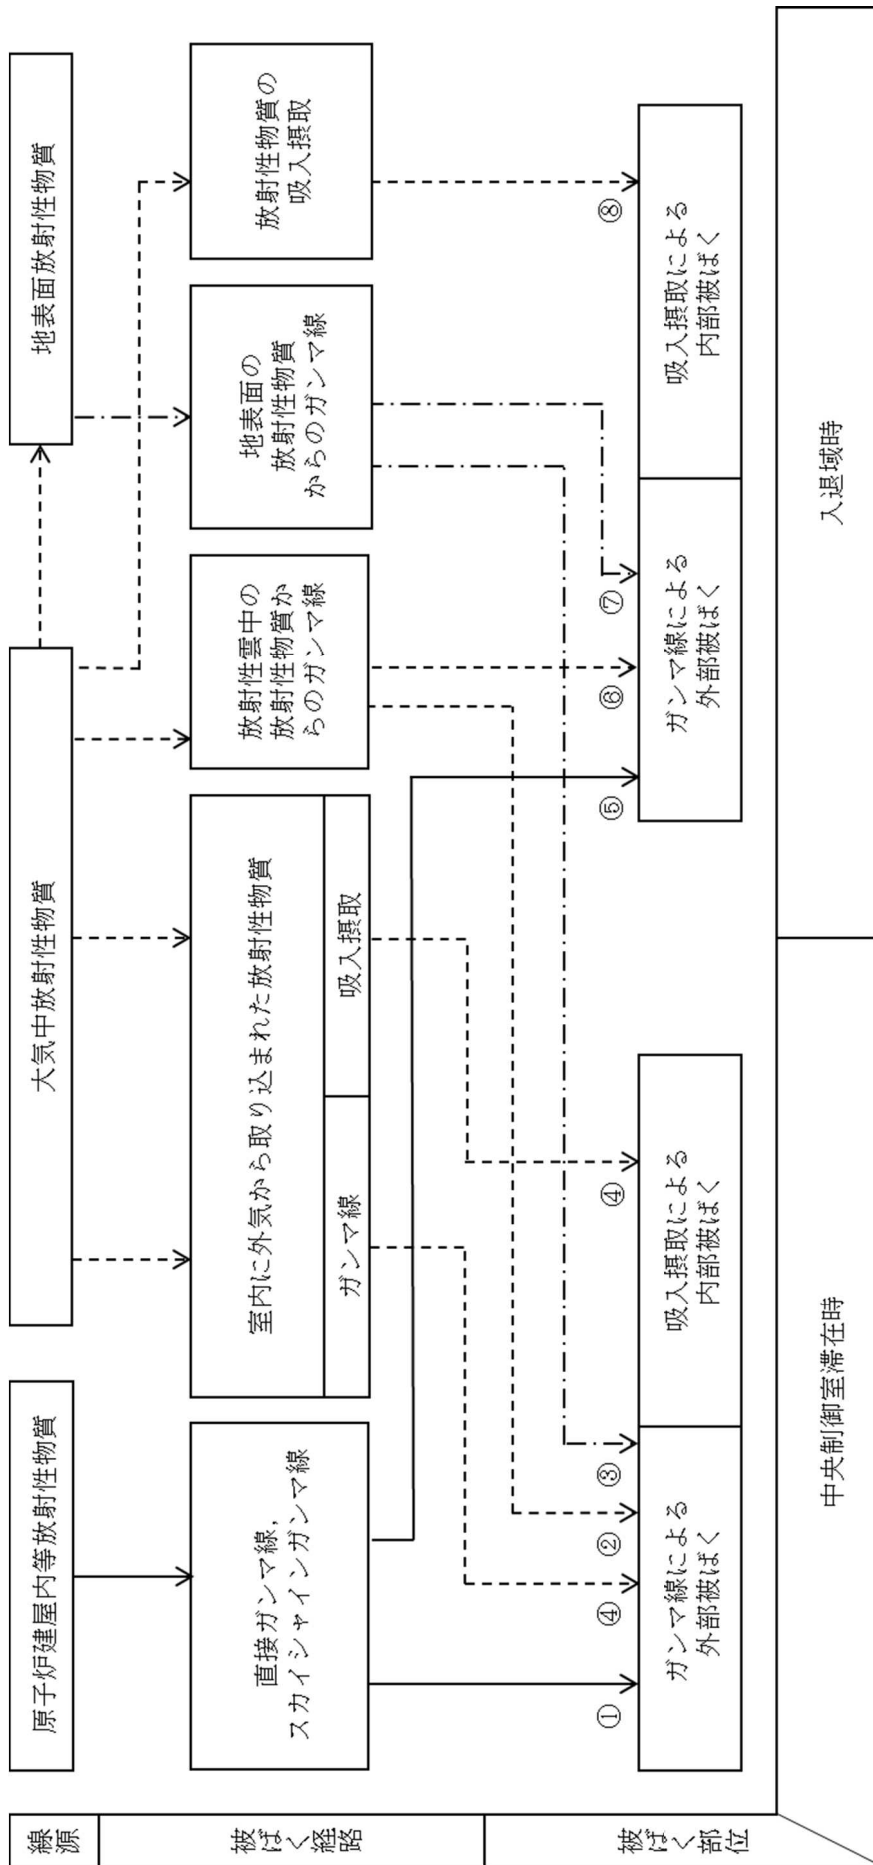 線源
原子炉建屋内等放射性物質
大気中放射性物質
地表面放射性物質
被ばく経路
直接ガンマ線，
スカイシャインガンマ線
室内に外気から取り込まれた放射性物質
ガンマ線
吸入摂取
放射性雲中の
放射性物質か
らのガンマ線
地表面の
放射性物質
からのガンマ線
放射性物質の
吸入摂取
被ばく部位
①
④
②
③
④
⑤
⑥
⑦
⑧
ガンマ線による
外部被ばく
吸入摂取による
内部被ばく
ガンマ線による
外部被ばく
吸入摂取による
内部被ばく
中央制御室滞在時
入退域時